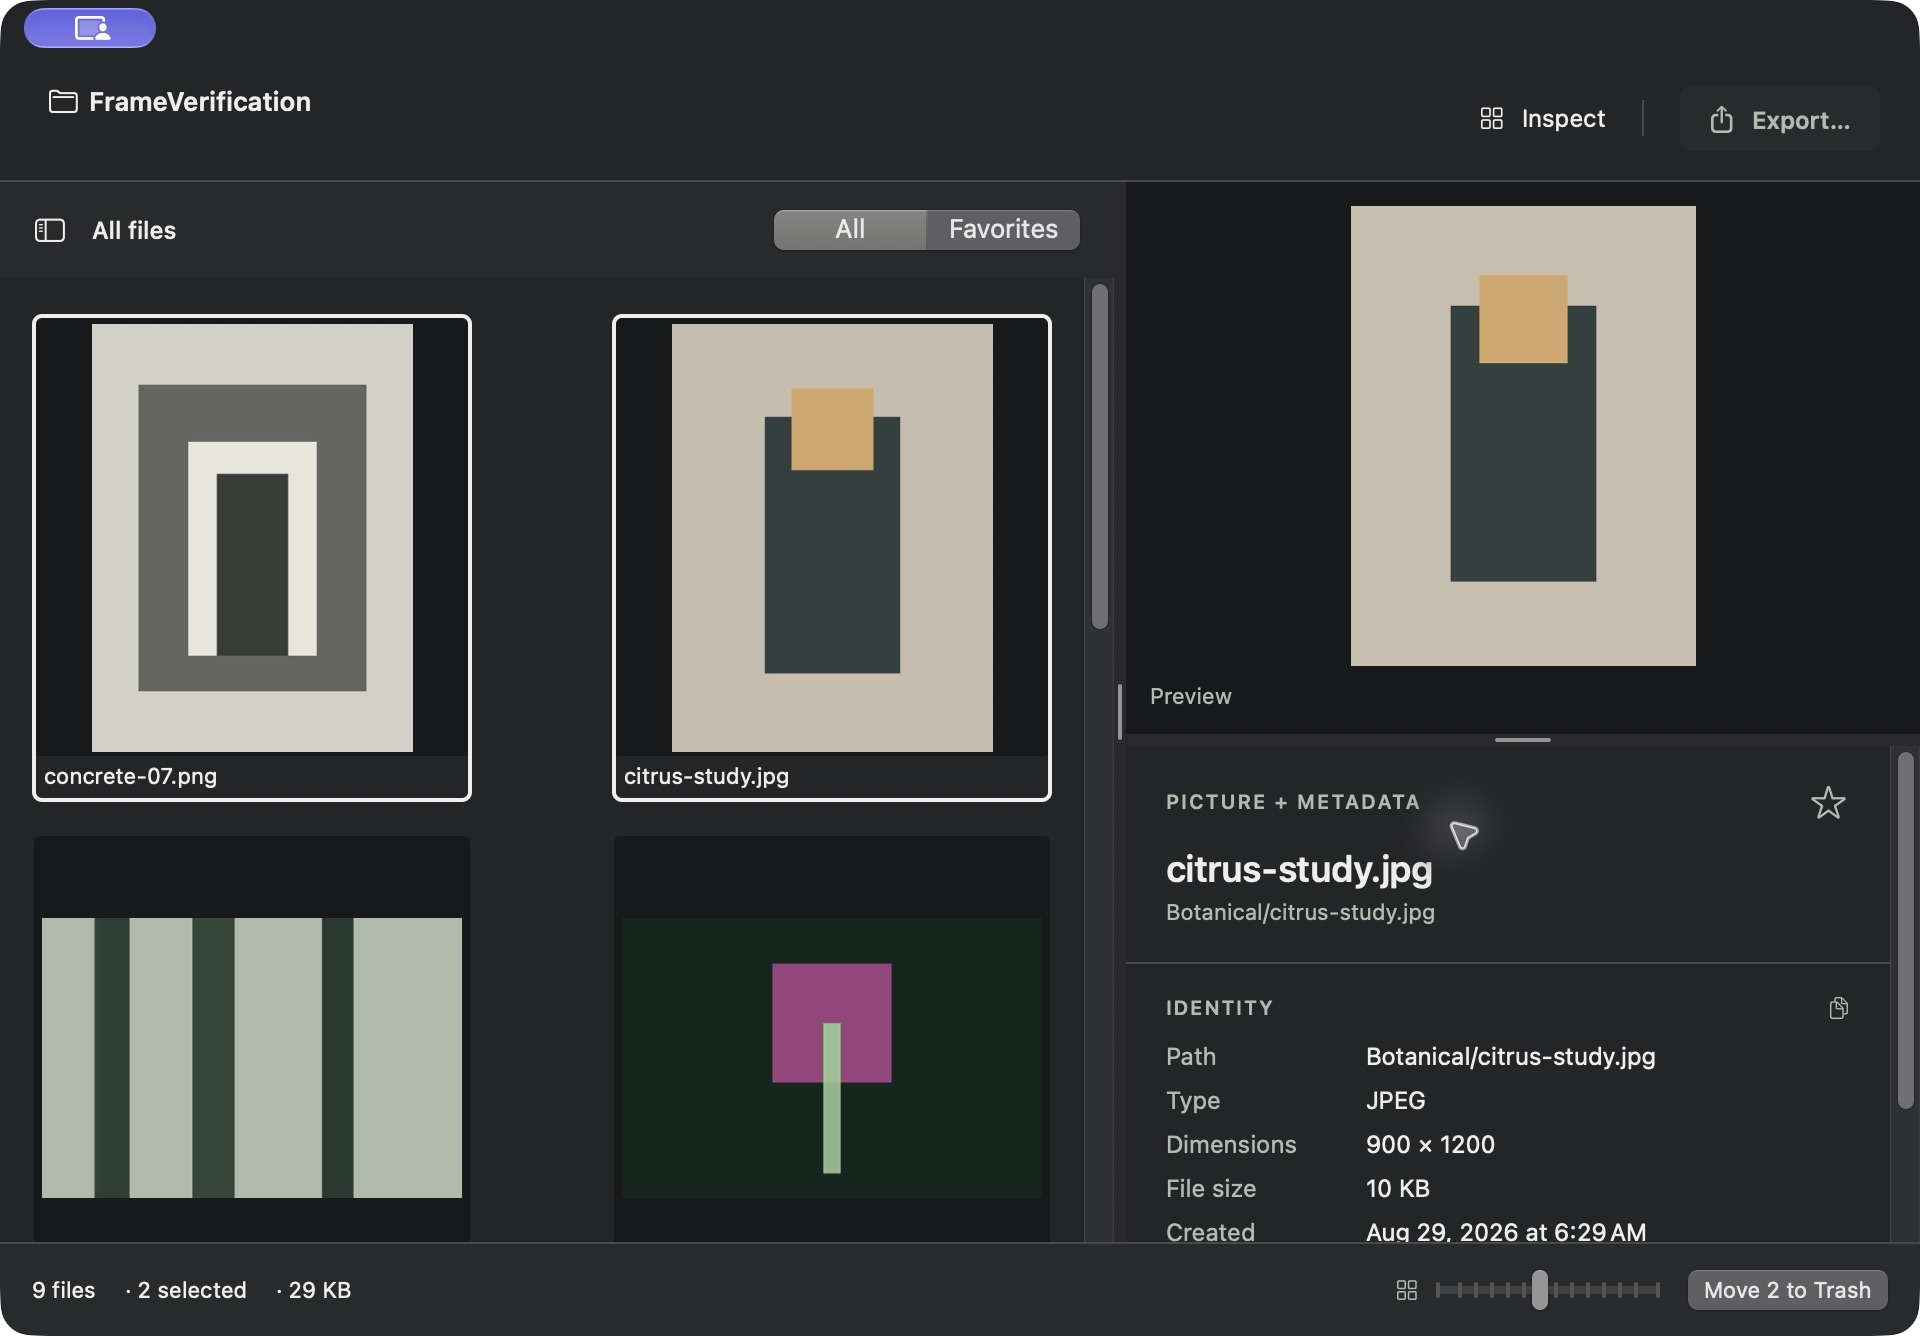 FrameVerification
Inspect
Export...
All files
All
Favorites
concrete-07.png
citrus-study.jpg
Preview
PICTURE + METADATA
citrus-study.jpg
Botanical/citrus-study.jpg
IDENTITY
Path Botanical/citrus-study.jpg
Type JPEG
Dimensions 900 × 1200
File size 10 KB
Created Aug 29, 2026 at 6:29 AM
9 files · 2 selected · 29 KB
Move 2 to Trash